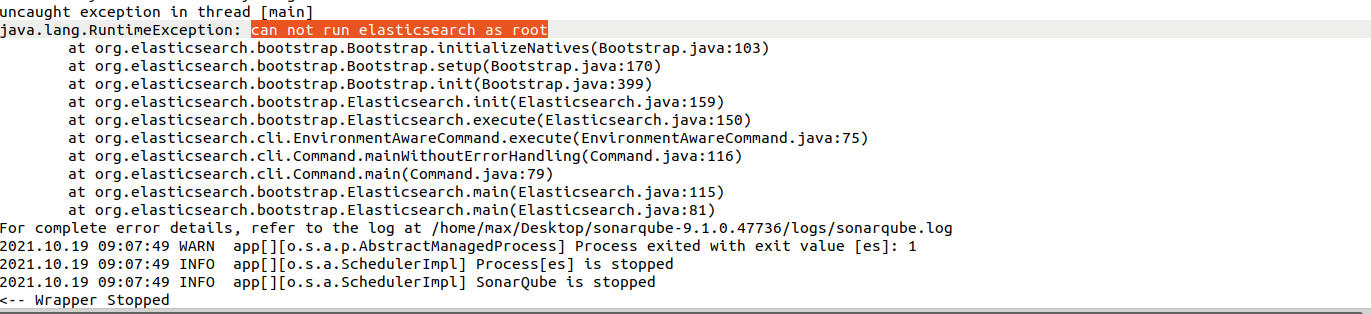 uncaught exception in thread [main]
java.lang.RuntimeException: can not run elasticsearch as root
at org.elasticsearch.bootstrap.Bootstrap.initializeNatives(Bootstrap.java:103)
at org.elasticsearch.bootstrap.Bootstrap.setup(Bootstrap.java:170)
at org.elasticsearch.bootstrap.Bootstrap.init(Bootstrap.java:399)
at org.elasticsearch.bootstrap.Elasticsearch.init(Elasticsearch.java:159)
at org.elasticsearch.bootstrap.Elasticsearch.execute(Elasticsearch.java:150)
at org.elasticsearch.cli.EnvironmentAwareCommand.execute(EnvironmentAwareCommand.java:75)
at org.elasticsearch.cli.Command.mainWithoutErrorHandling(Command.java:116)
at org.elasticsearch.cli.Command.main(Command.java:79)
at org.elasticsearch.bootstrap.Elasticsearch.main(Elasticsearch.java:115)
at org.elasticsearch.bootstrap.Elasticsearch.main(Elasticsearch.java:81)
For complete error details, refer to the log at /home/max/Desktop/sonarqube-9.1.0.47736/logs/sonarqube.log
2021.10.19 09:07:49 WARN  app[][o.s.a.p.AbstractManagedProcess] Process exited with exit value [es]: 1
2021.10.19 09:07:49 INFO  app[][o.s.a.SchedulerImpl] Process[es] is stopped
2021.10.19 09:07:49 INFO  app[][o.s.a.SchedulerImpl] SonarQube is stopped
<-- Wrapper Stopped